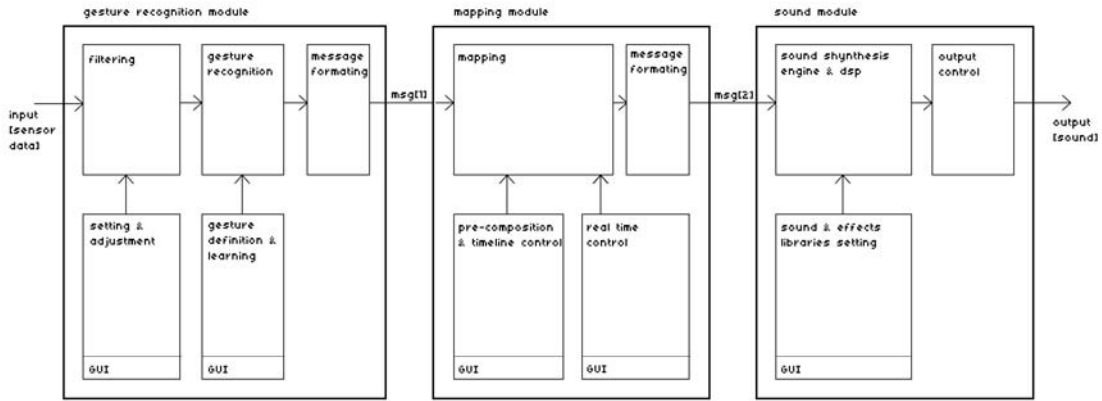 gesture recognition module
mapping module
sound module
filtering
gesture
recognition
message
formating
mapping
message
formating
sound shynthesis
engine & dsp
output
control
input
[sensor
data]
msg[1]
msg[2]
output
[sound]
setting &
adjustment
gesture
definition &
learning
pre-composition
& timeline control
real time
control
sound & effects
libraries setting
GUI
GUI
GUI
GUI
GUI